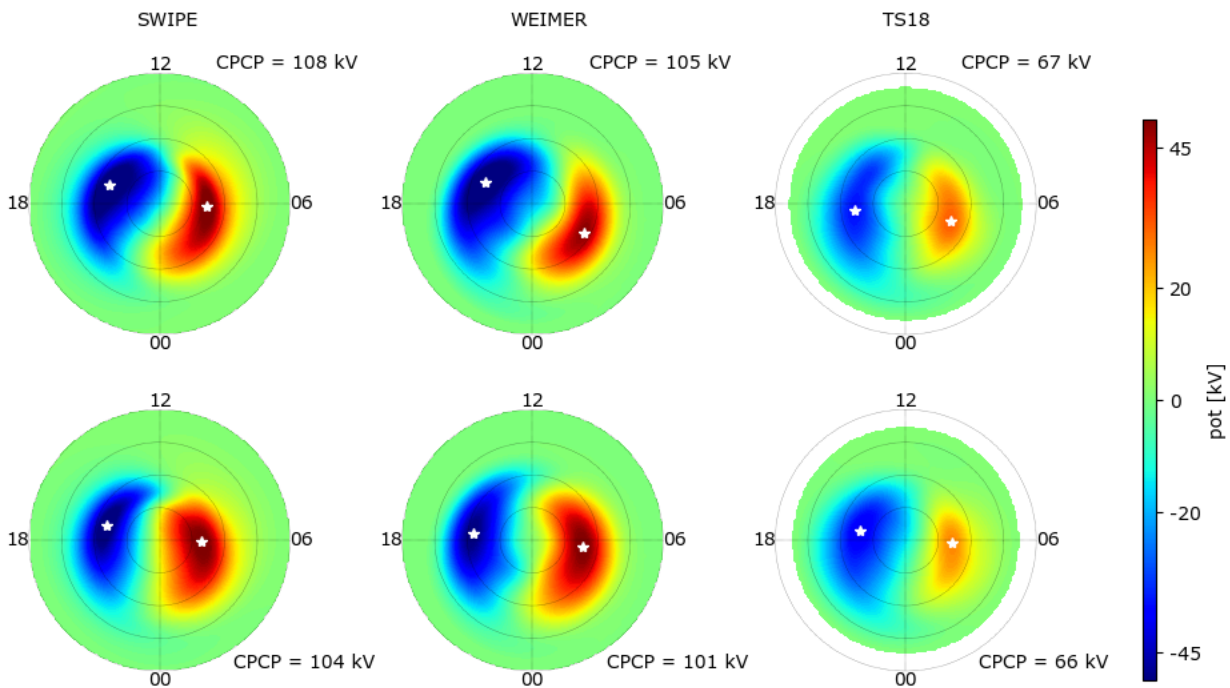 SWIPE WEIMER TS18
12 CPCP = 108 kV 12 CPCP = 105 kV 12 CPCP = 67 kV
45
18 06 18 06 18 06
20
00 00 00
pot [kV]
0
12 12 12
-20
18 06 18 06 18 06
-45
CPCP = 104 kV CPCP = 101 kV CPCP = 66 kV
00 00 00